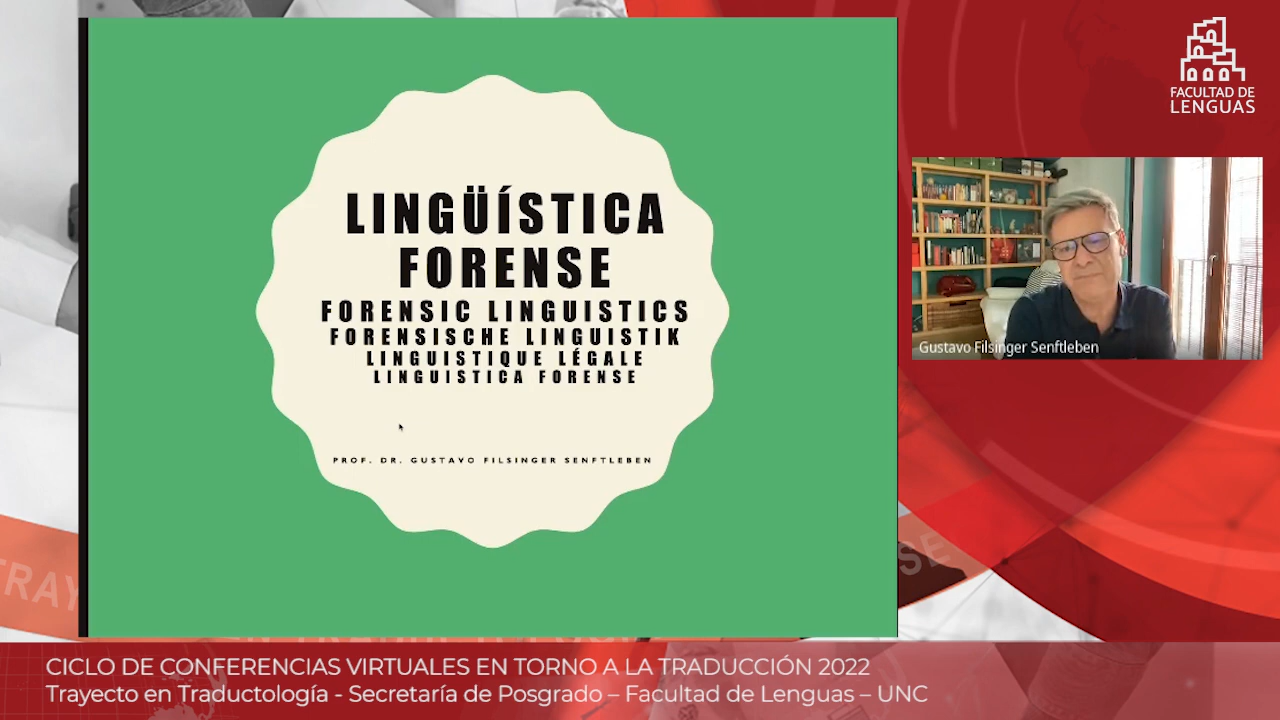 LINGÜÍSTICA
FORENSE
FORENSIC LINGUISTICS
FORENSISCHE LINGUISTIK
LINGUISTIQUE LÉGALE
LINGUISTICA FORENSE
PROF. DR. GUSTAVO FILSINGER SENFTLEBEN
FACULTAD DE
LENGUAS
Gustavo Filsinger Senftleben
CICLO DE CONFERENCIAS VIRTUALES EN TORNO A LA TRADUCCIÓN 2022
Trayecto en Traductología - Secretaría de Posgrado – Facultad de Lenguas – UNC